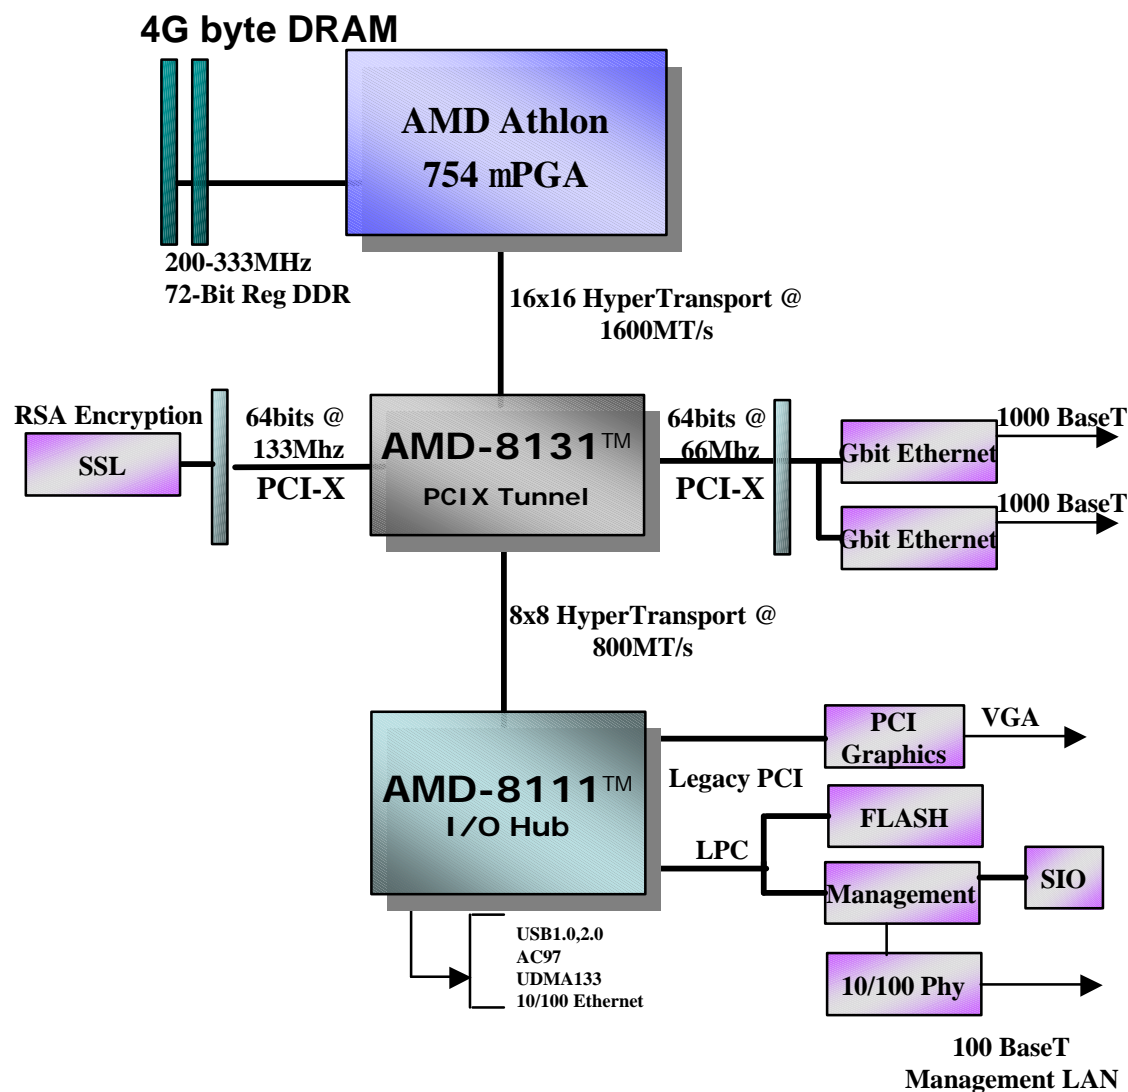 4G byte DRAM
AMD Athlon
754 mPGA
200-333MHz
72-Bit Reg DDR
16x16 HyperTransport @
1600MT/s
RSA Encryption
SSL
64bits @
133Mhz
PCI-X
AMD-8131™
PCIX Tunnel
64bits @
66Mhz
PCI-X
Gbit Ethernet
1000 BaseT
Gbit Ethernet
1000 BaseT
8x8 HyperTransport @
800MT/s
AMD-8111™
I/O Hub
PCI
Graphics
VGA
Legacy PCI
FLASH
LPC
Management
SIO
USB1.0,2.0
AC97
UDMA133
10/100 Ethernet
10/100 Phy
100 BaseT
Management LAN